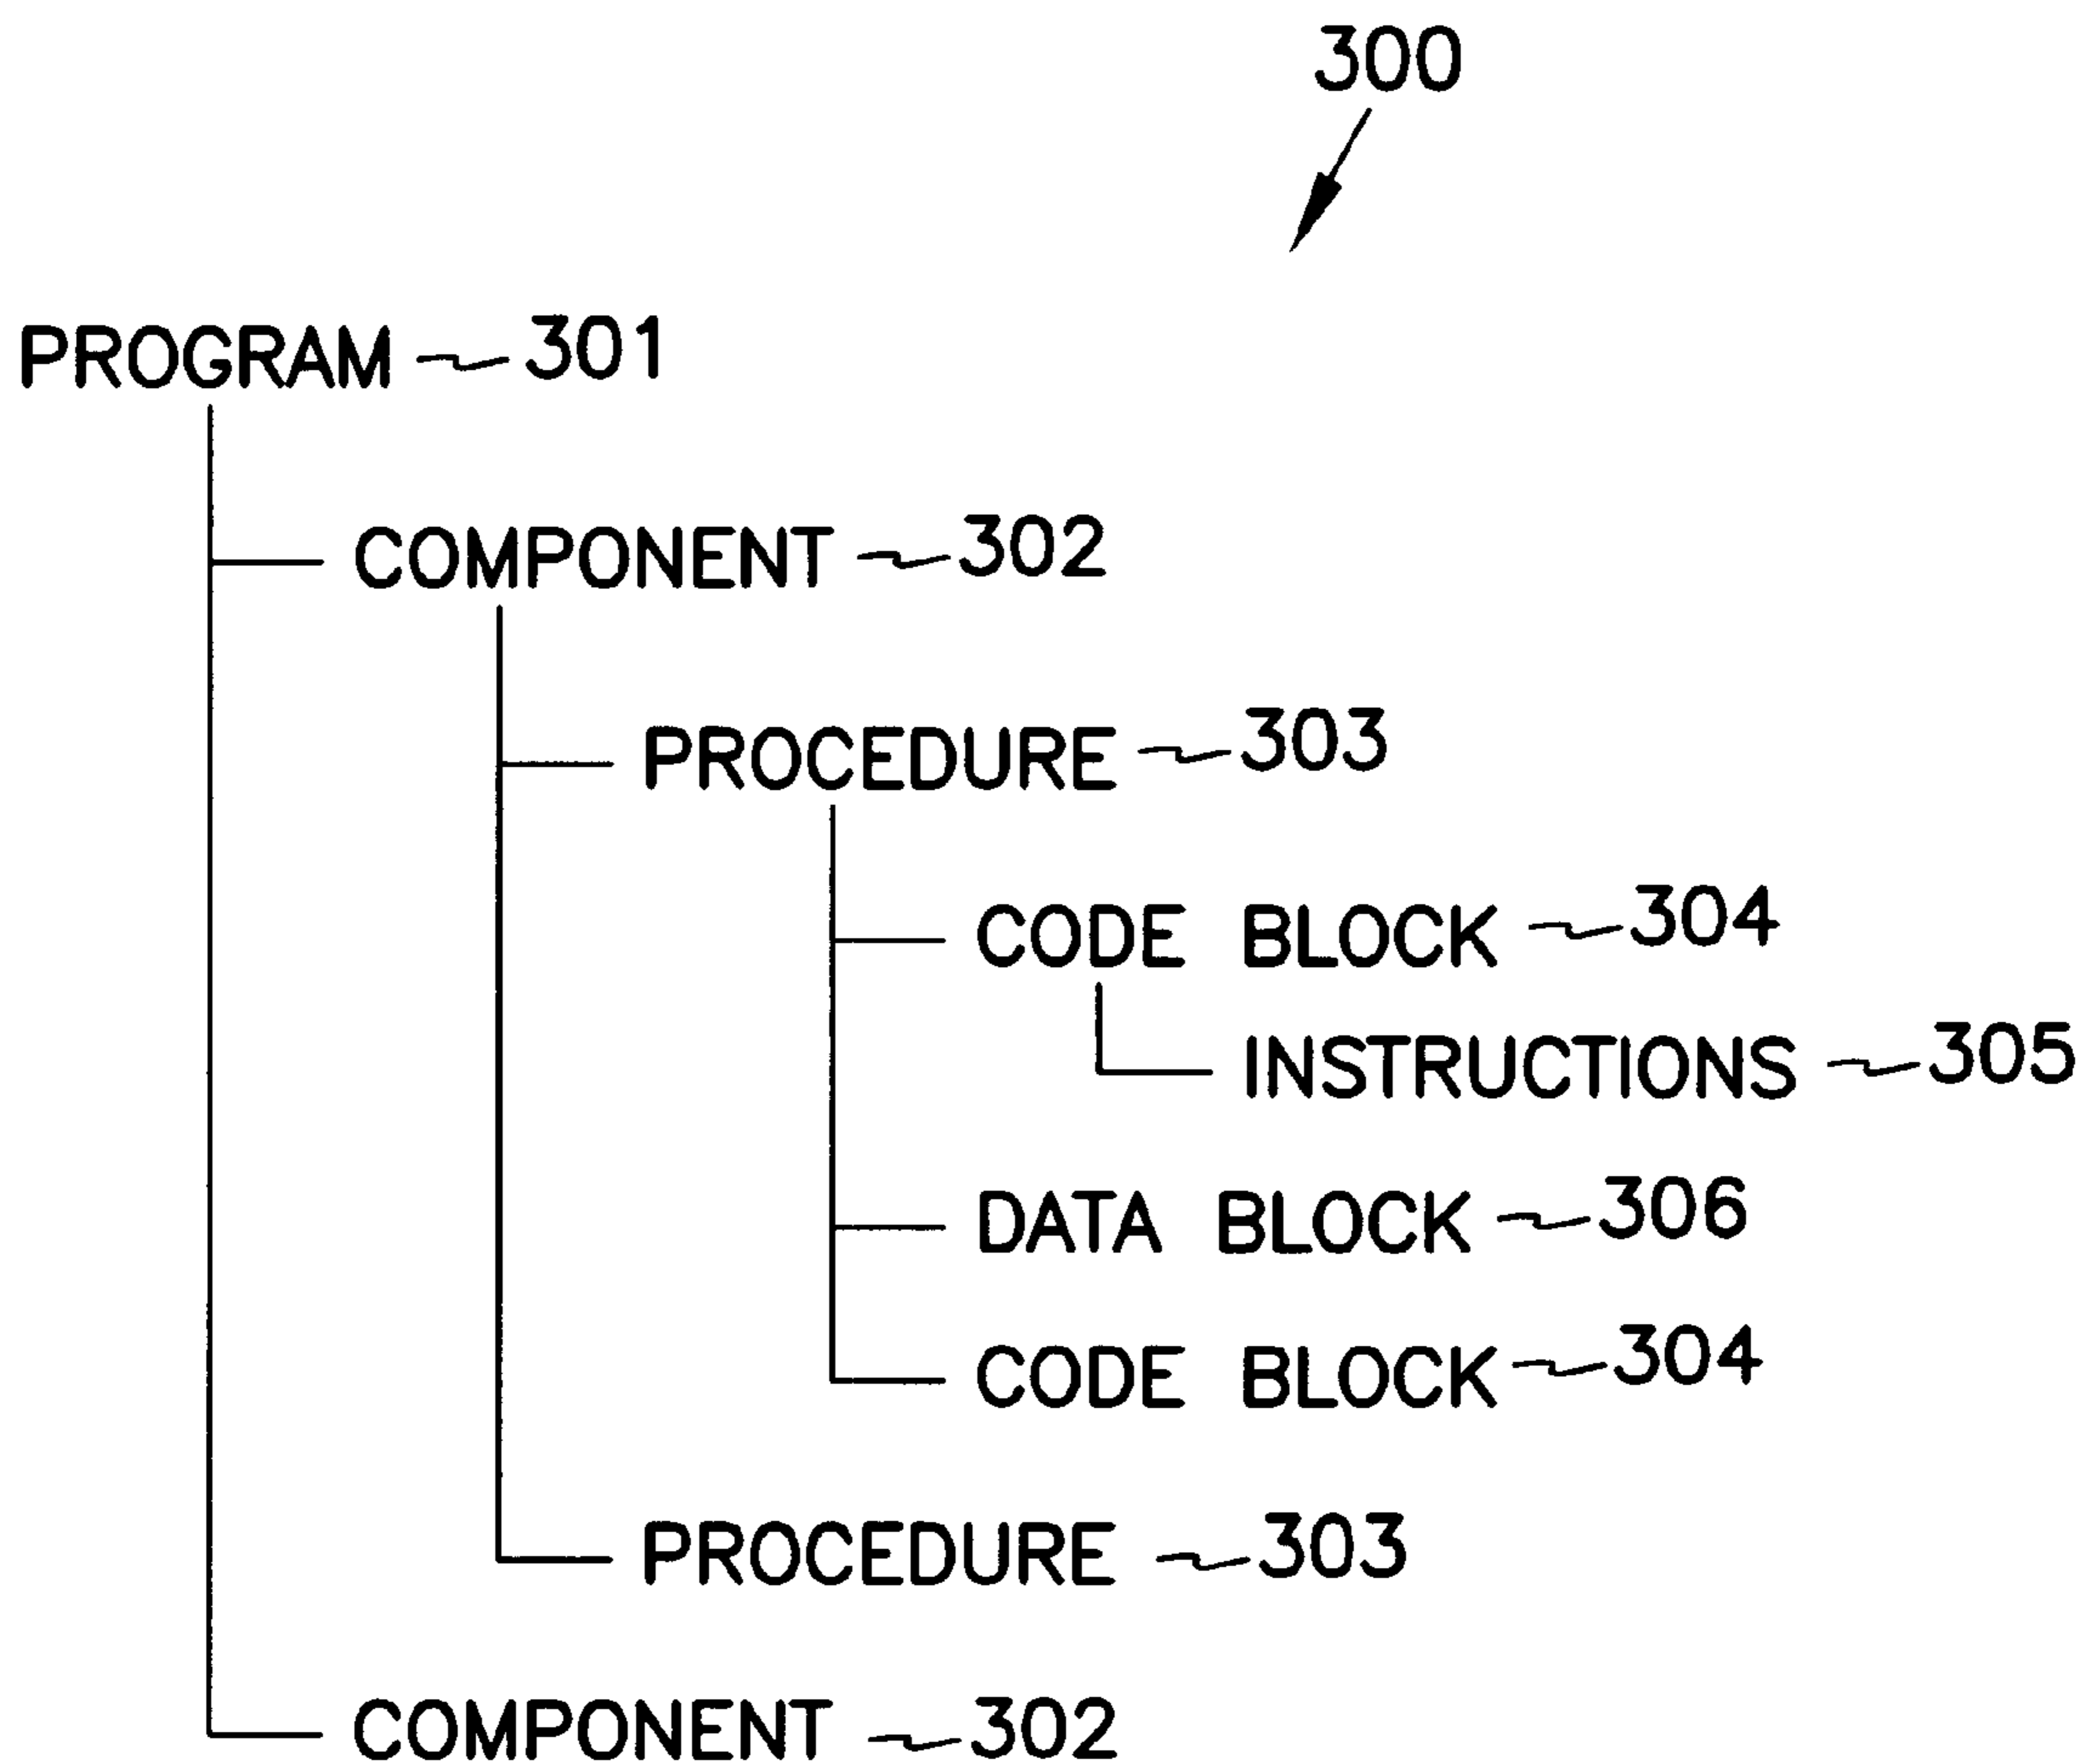 300
PROGRAM 301
COMPONENT 302
PROCEDURE 303
CODE BLOCK 304
INSTRUCTIONS 305
DATA BLOCK 306
CODE BLOCK 304
PROCEDURE 303
COMPONENT 302